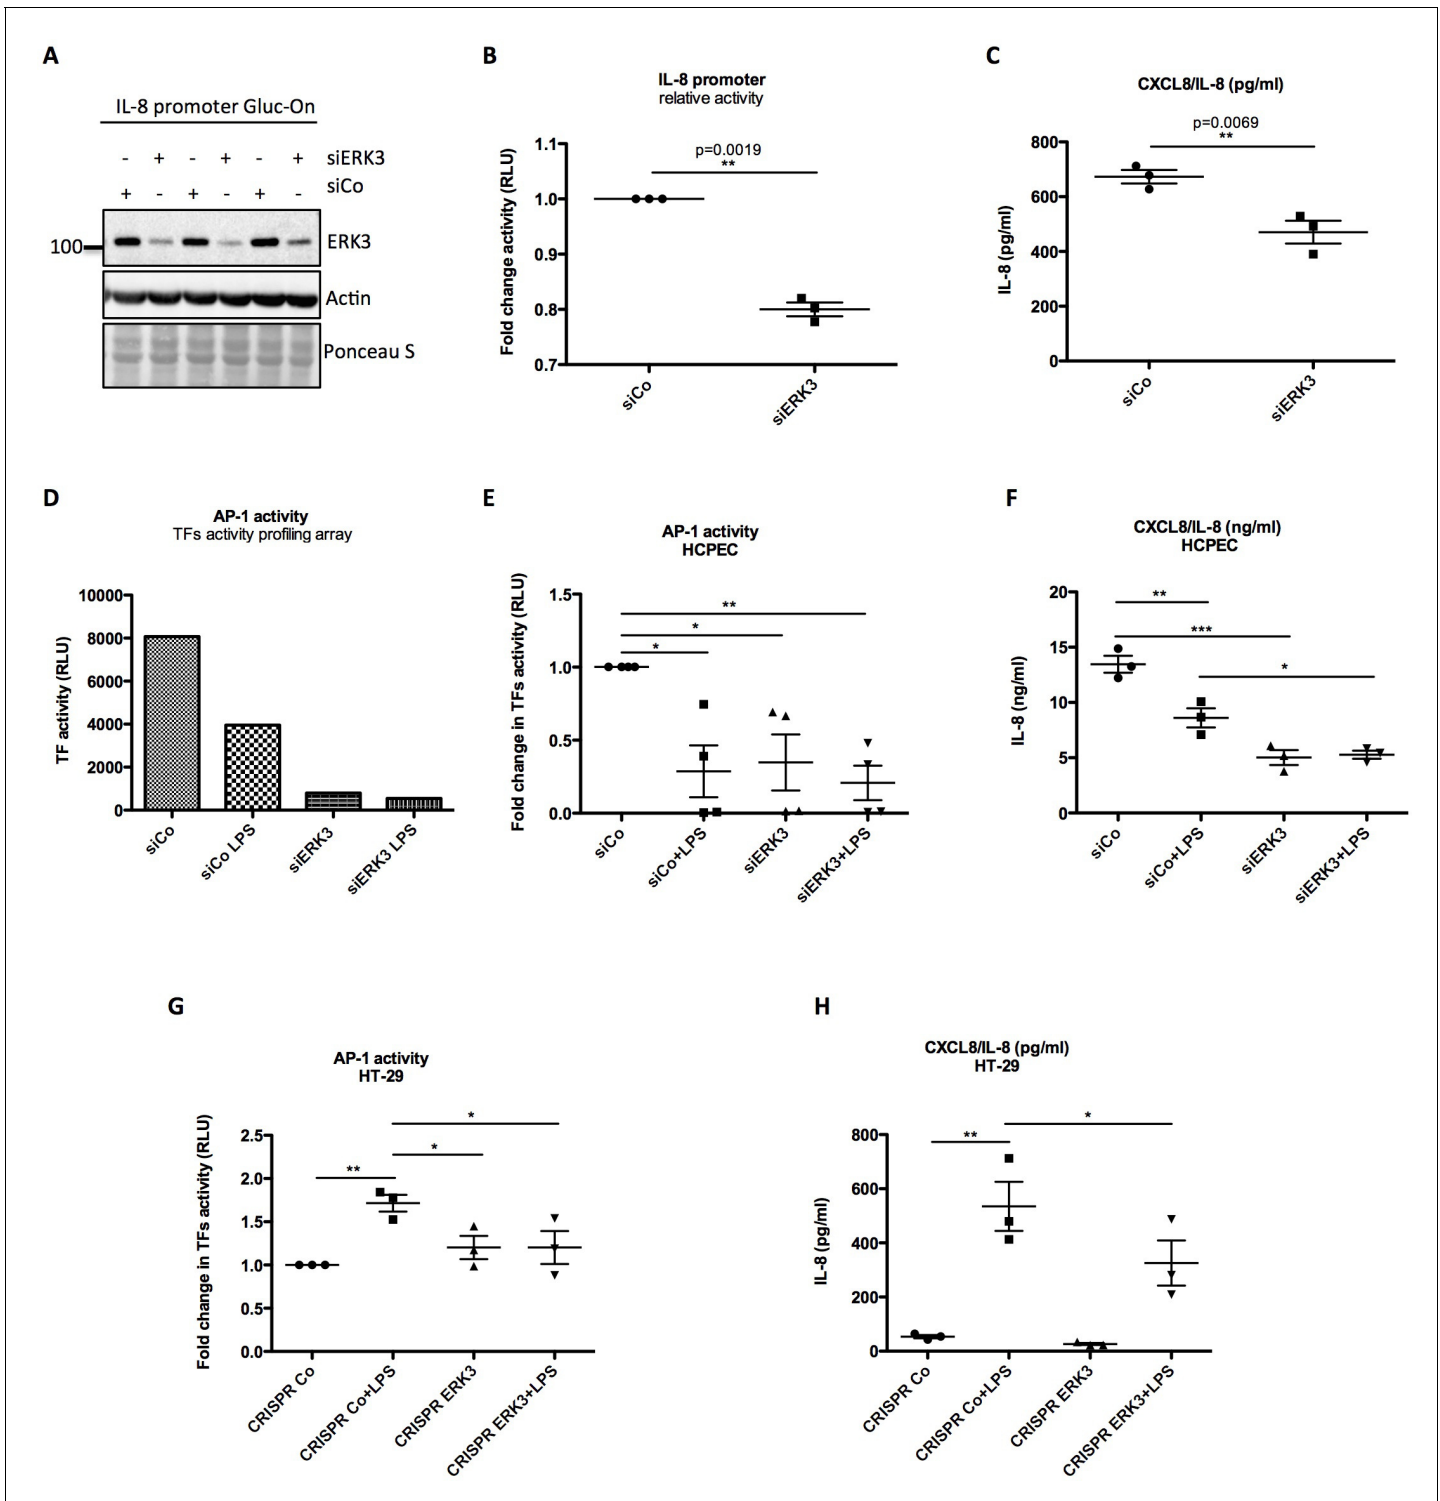 A
IL-8 promoter Gluc-On
- + - + - + siERK3
+ - + - + - siCo
100
ERK3
Actin
Ponceau S
B
IL-8 promoter
relative activity
Fold change activity (RLU)
1.1
1.0
0.9
0.8
0.7
p=0.0019
**
siCo
siERK3
C
CXCL8/IL-8 (pg/ml)
IL-8 (pg/ml)
800
600
400
200
0
p=0.0069
**
siCo
siERK3
D
AP-1 activity
TFs activity profiling array
TF activity (RLU)
10000
8000
6000
4000
2000
0
siCo
siCo LPS
siERK3
siERK3 LPS
E
AP-1 activity
HCPEC
Fold change in TFs activity (RLU)
1.5
1.0
0.5
0.0
**
*
*
siCo
siCo+LPS
siERK3
siERK3+LPS
F
CXCL8/IL-8 (ng/ml)
HCPEC
IL-8 (ng/ml)
20
15
10
5
0
**
***
*
siCo
siCo+LPS
siERK3
siERK3+LPS
G
AP-1 activity
HT-29
Fold change in TFs activity (RLU)
2.5
2.0
1.5
1.0
0.5
0.0
*
*
**
CRISPR Co
CRISPR Co+LPS
CRISPR ERK3
CRISPR ERK3+LPS
H
CXCL8/IL-8 (pg/ml)
HT-29
IL-8 (pg/ml)
800
600
400
200
0
*
**
CRISPR Co
CRISPR Co+LPS
CRISPR ERK3
CRISPR ERK3+LPS